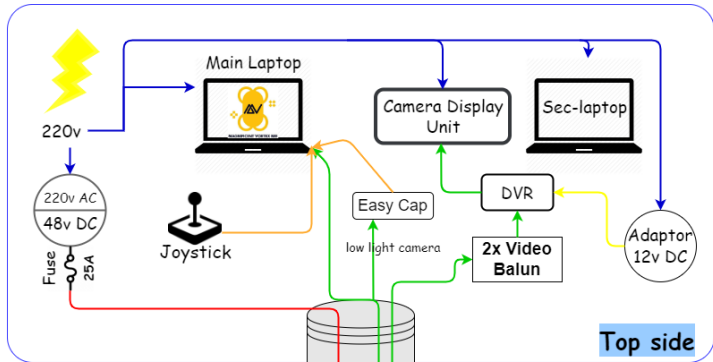 Main Laptop
220v
Camera Display
Unit
Sec-laptop
220v AC
48v DC
Fuse
25A
Joystick
Easy Cap
low light camera
DVR
2x Video
Balun
Adaptor
12v DC
Top side